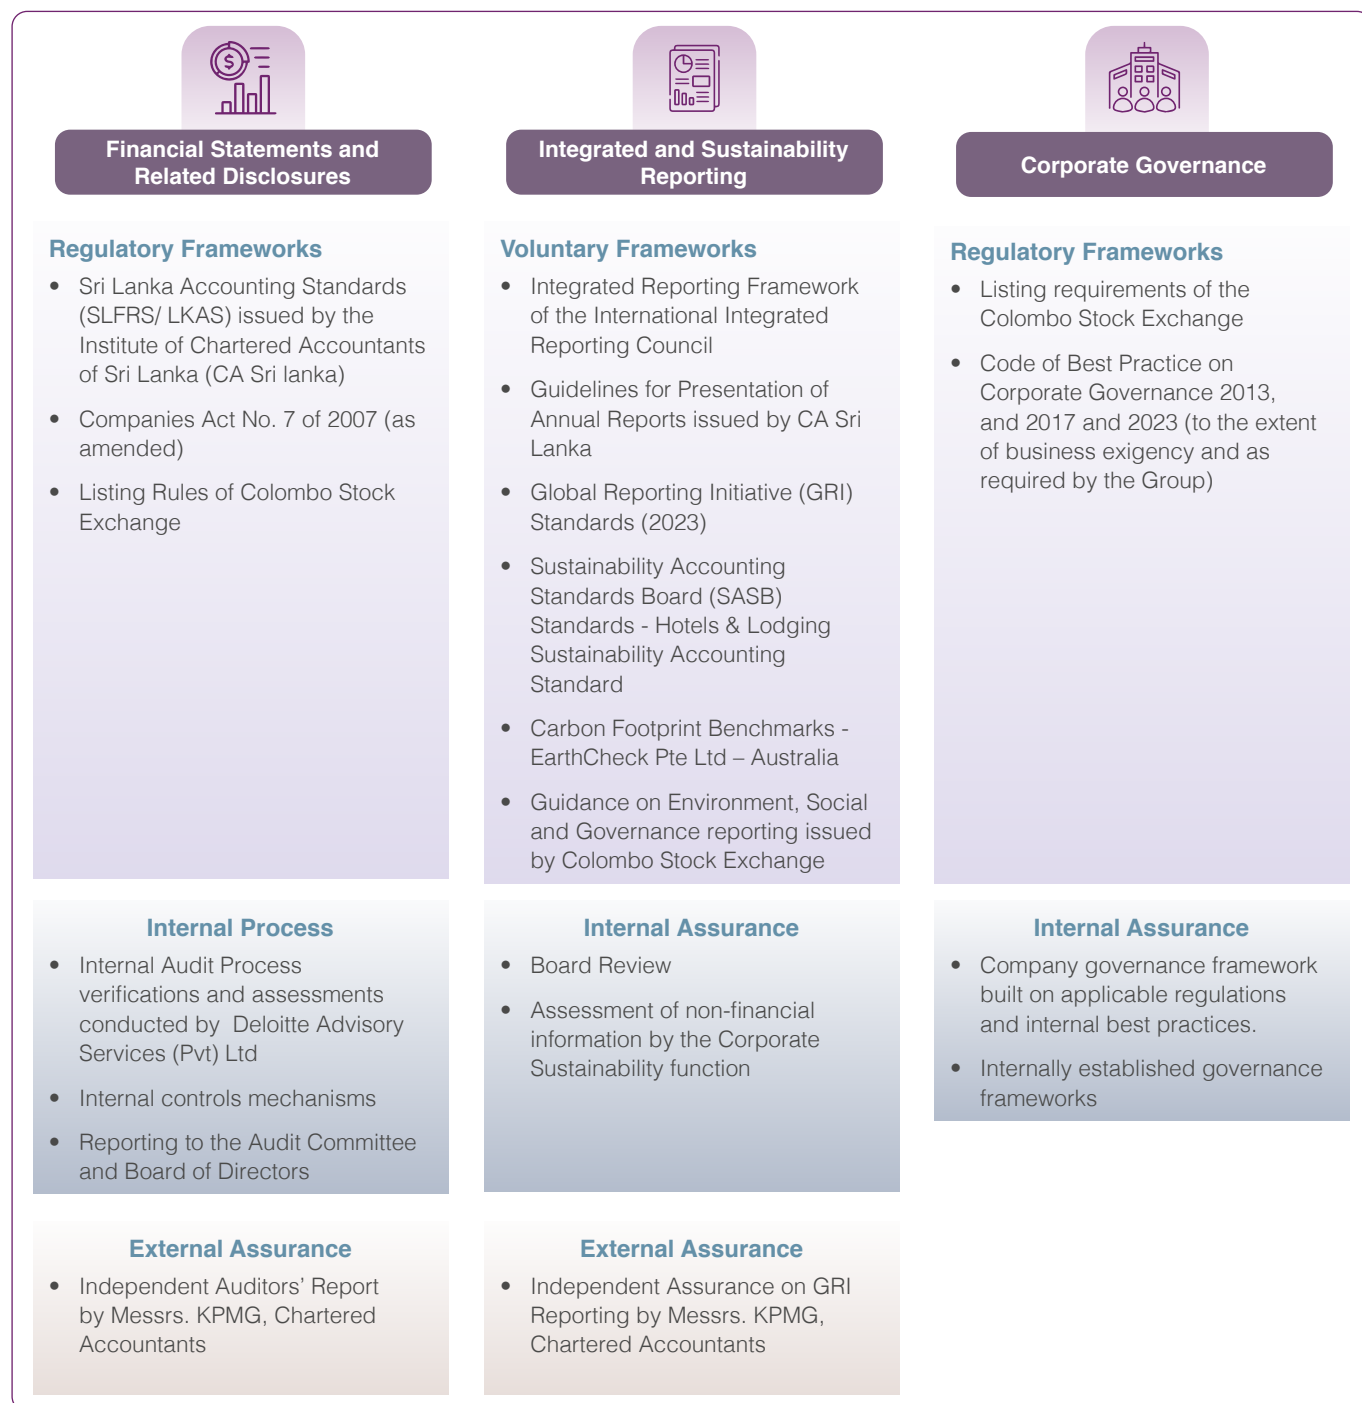 Financial Statements and
Related Disclosures
Regulatory Frameworks
• Sri Lanka Accounting Standards
(SLFRS/ LKAS) issued by the
Institute of Chartered Accountants
of Sri Lanka (CA Sri lanka)
• Companies Act No. 7 of 2007 (as
amended)
• Listing Rules of Colombo Stock
Exchange
Internal Process
• Internal Audit Process
verifications and assessments
conducted by  Deloitte Advisory
Services (Pvt) Ltd
• Internal controls mechanisms
• Reporting to the Audit Committee
and Board of Directors
External Assurance
• Independent Auditors’ Report
by Messrs. KPMG, Chartered
Accountants
Integrated and Sustainability
Reporting
Voluntary Frameworks
• Integrated Reporting Framework
of the International Integrated
Reporting Council
• Guidelines for Presentation of
Annual Reports issued by CA Sri
Lanka
• Global Reporting Initiative (GRI)
Standards (2023)
• Sustainability Accounting
Standards Board (SASB)
Standards - Hotels & Lodging
Sustainability Accounting
Standard
• Carbon Footprint Benchmarks -
EarthCheck Pte Ltd – Australia
• Guidance on Environment, Social
and Governance reporting issued
by Colombo Stock Exchange
Internal Assurance
• Board Review
• Assessment of non-financial
information by the Corporate
Sustainability function
External Assurance
• Independent Assurance on GRI
Reporting by Messrs. KPMG,
Chartered Accountants
Corporate Governance
Regulatory Frameworks
• Listing requirements of the
Colombo Stock Exchange
• Code of Best Practice on
Corporate Governance 2013,
and 2017 and 2023 (to the extent
of business exigency and as
required by the Group)
Internal Assurance
• Company governance framework
built on applicable regulations
and internal best practices.
• Internally established governance
frameworks